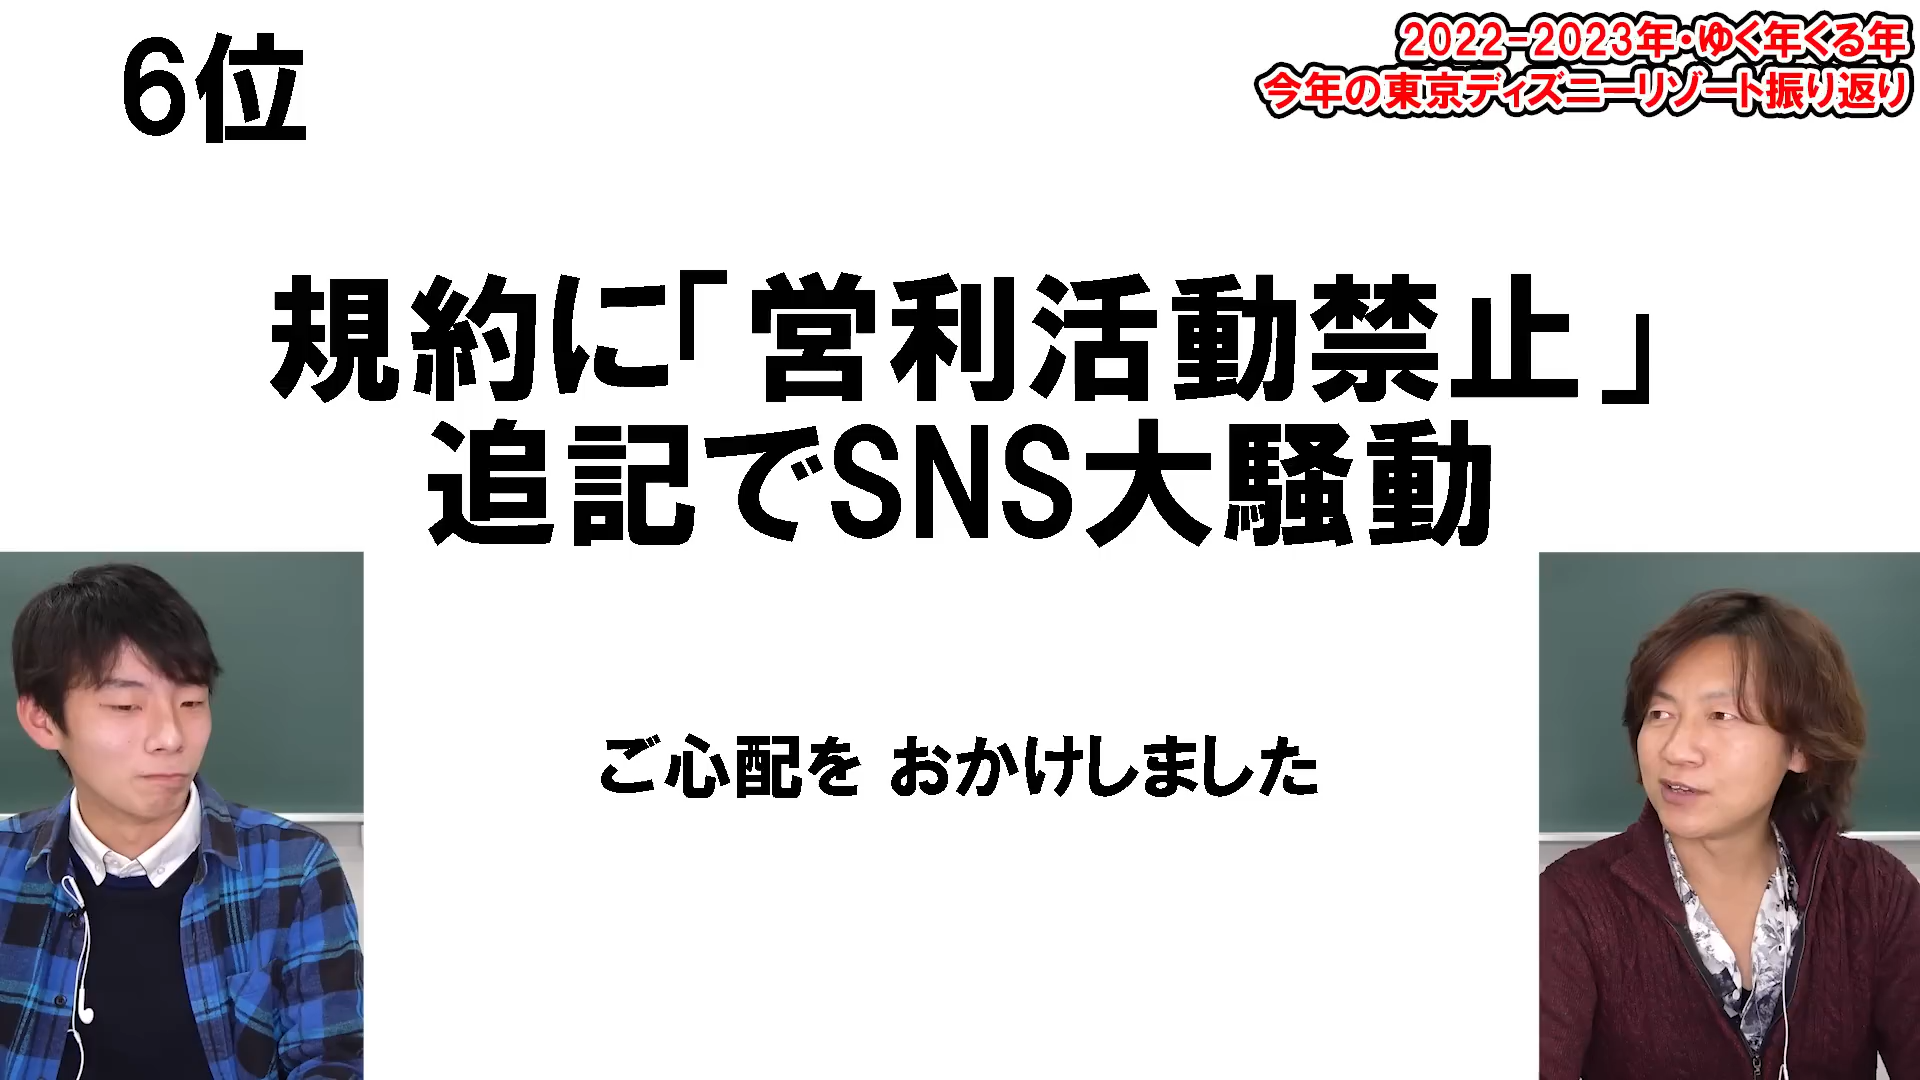 6位
2022-2023年・ゆく年くる年
今年の東京ディズニーリゾート振り返り
規約に「営利活動禁止」
追記でSNS大騒動
ご心配を おかけしました